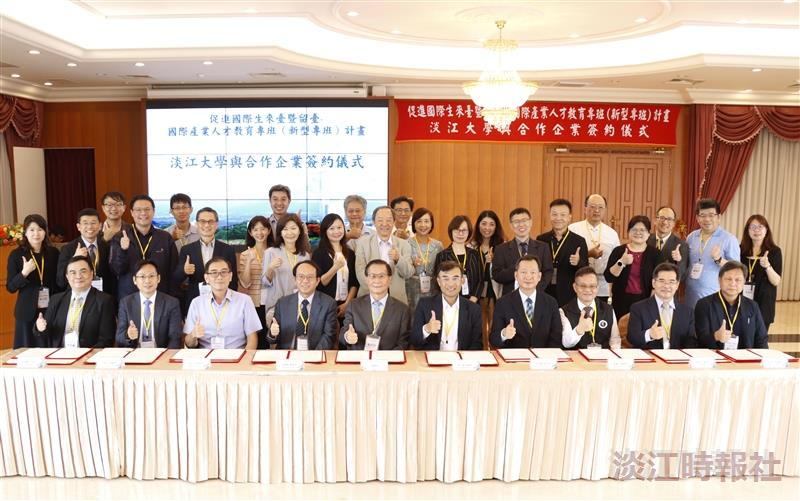 促進國際生來臺暨留臺-
國際產業人才教育專班（新型專班）計畫
淡江大學與合作企業簽約儀式
促進國際生來臺暨 國際產業人才教育專班(新型專班)計畫
淡江大學與合作企業簽約儀式
淡江時報社